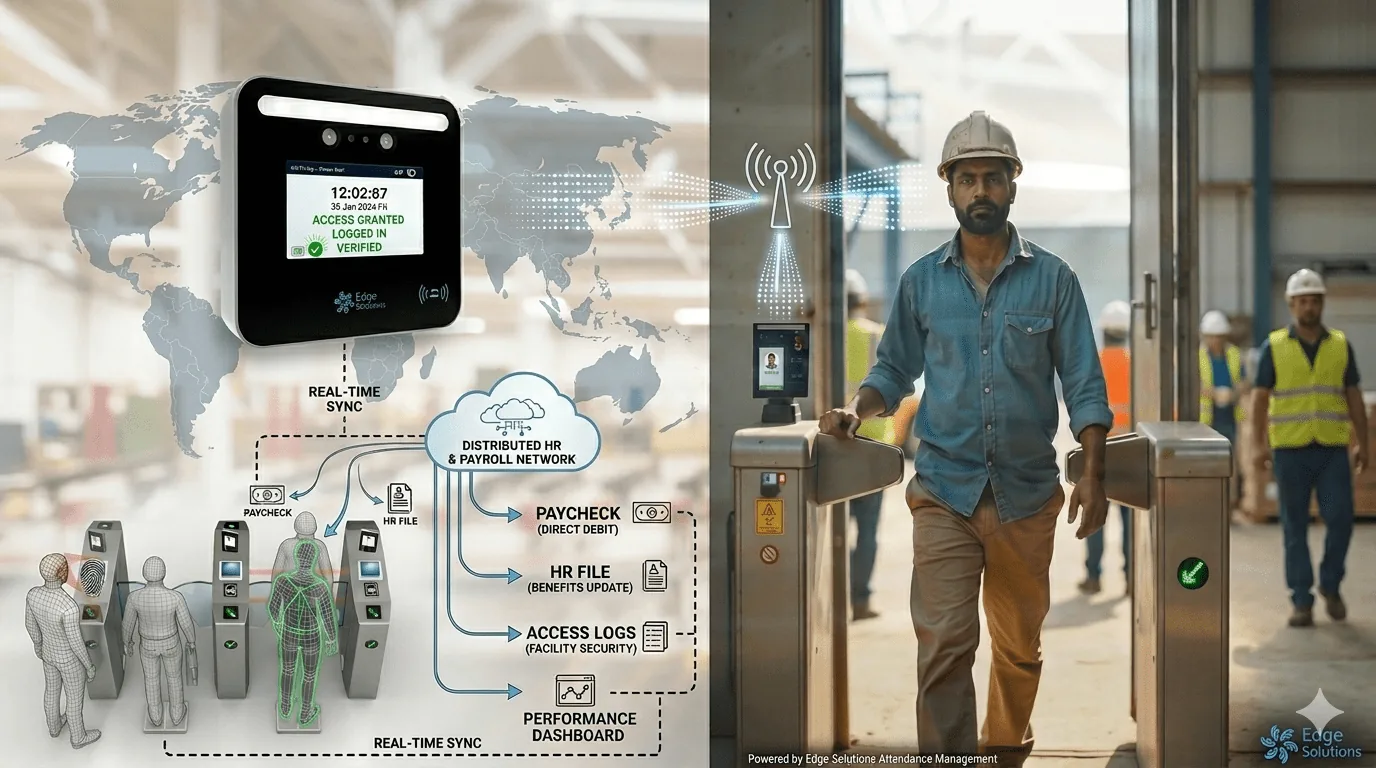 12:02:87
35 Jan 2024
ACCESS GRANTED
LOGGED IN
VERIFIED
Edge
REAL-TIME
SYNC
DISTRIBUTED HR
& PAYROLL NETWORK
PAYCHECK
HR FILE
PAYCHECK
(DIRECT DEBIT)
HR FILE
(BENEFITS UPDATE)
ACCESS LOGS
(FACILITY SECURITY)
PERFORMANCE
DASHBOARD
REAL-TIME SYNC
Powered by Edge Selutions Attendance Management
Edge
Solutions